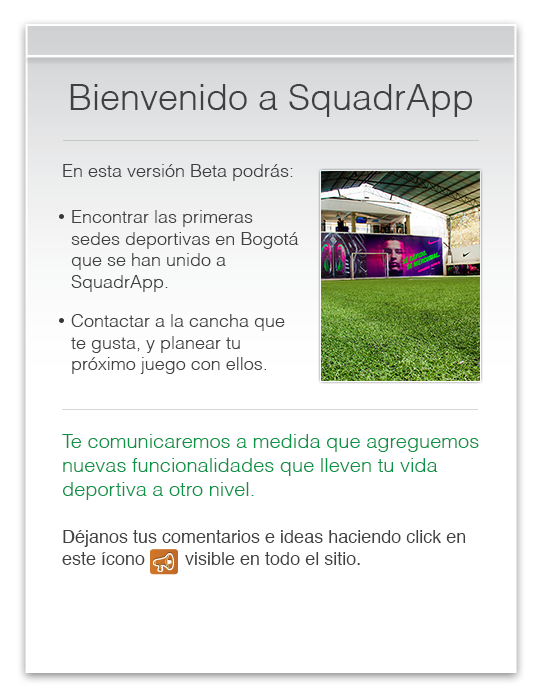 Bienvenido a SquadrApp
En esta versión Beta podrás:
• Encontrar las primeras
sedes deportivas en Bogotá
que se han unido a
SquadrApp.
• Contactar a la cancha que
te gusta, y planear tu
próximo juego con ellos.
Te comunicaremos a medida que agreguemos
nuevas funcionalidades que lleven tu vida
deportiva a otro nivel.
Déjanos tus comentarios e ideas haciendo click en
este ícono visible en todo el sitio.